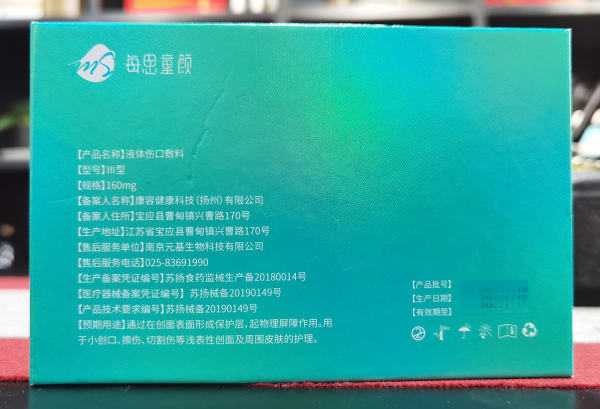 每思童颜
【产品名称】液体伤口敷料
【型号】III型
【规格】160mg
【备案人名称】康容健康科技（扬州）有限公司
【备案人住所】宝应县曹甸镇兴曹路170号
【生产地址】江苏省宝应县曹甸镇兴曹路170号
【售后服务单位】南京元基生物科技有限公司
【售后服务电话】025-83691990
【生产备案凭证编号】苏扬食药监械生产备20180014号
【医疗器械备案凭证编号】苏扬械备20190149号
【产品技术要求编号】苏扬械备20190149号
【预期用途】通过在创面表面形成保护层，起物理屏障作用。用
于小创口、擦伤、切割伤等浅表性创面及周围皮肤的护理。
【产品批号】
【生产日期】
【有效期至】